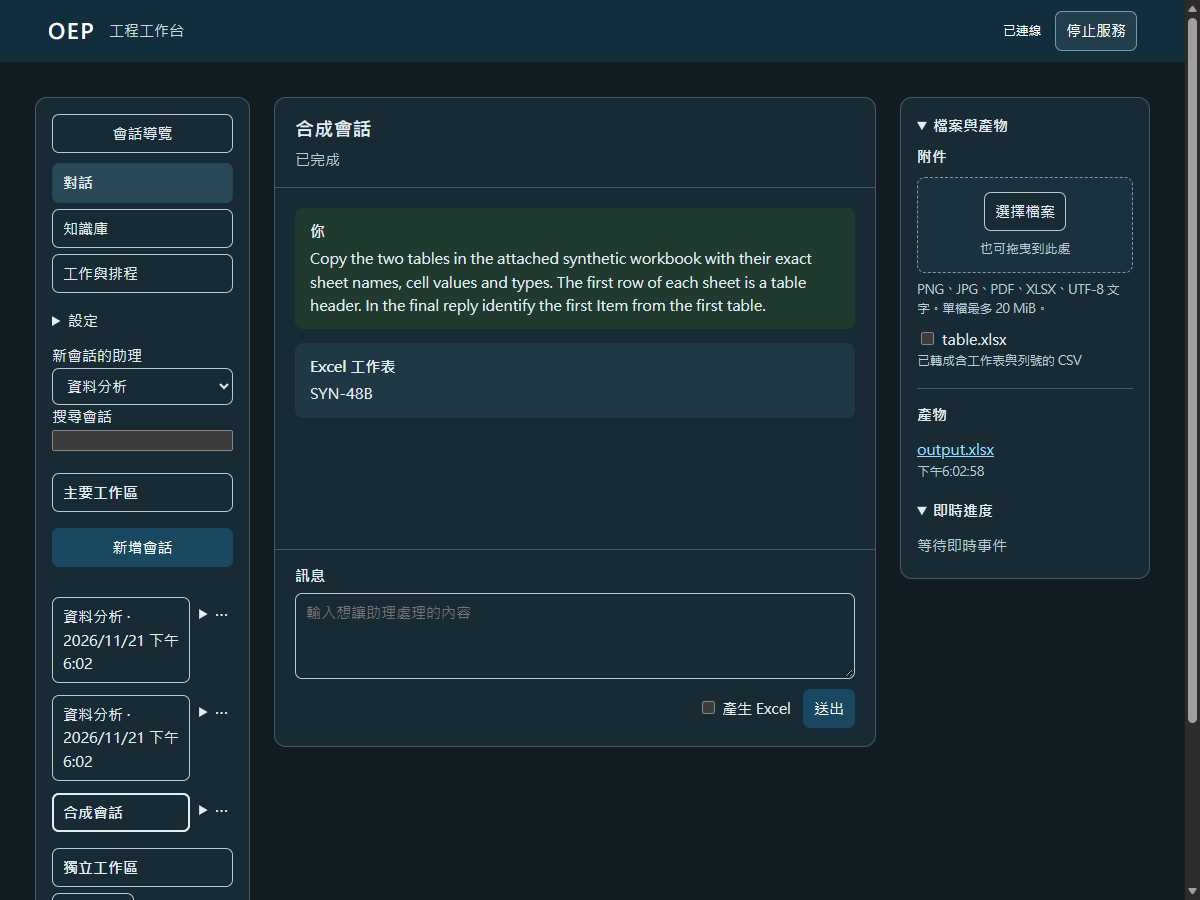 OEP 工程工作台
已連線 停止服務
會話導覽
對話
知識庫
工作與排程
▶ 設定
新會話的助理
資料分析
搜尋會話
主要工作區
新增會話
資料分析 ·
2026/11/21 下午
6:02
▶ ...
資料分析 ·
2026/11/21 下午
6:02
▶ ...
合成會話
▶ ...
獨立工作區
合成會話
已完成
你
Copy the two tables in the attached synthetic workbook with their exact
sheet names, cell values and types. The first row of each sheet is a table
header. In the final reply identify the first Item from the first table.
Excel 工作表
SYN-48B
訊息
輸入想讓助理處理的內容
產生 Excel
送出
▼ 檔案與產物
附件
選擇檔案
也可拖曳到此處
PNG、JPG、PDF、XLSX、UTF-8 文
字。單檔最多 20 MiB。
table.xlsx
已轉成含工作表與列號的 CSV
產物
output.xlsx
下午6:02:58
▼ 即時進度
等待即時事件